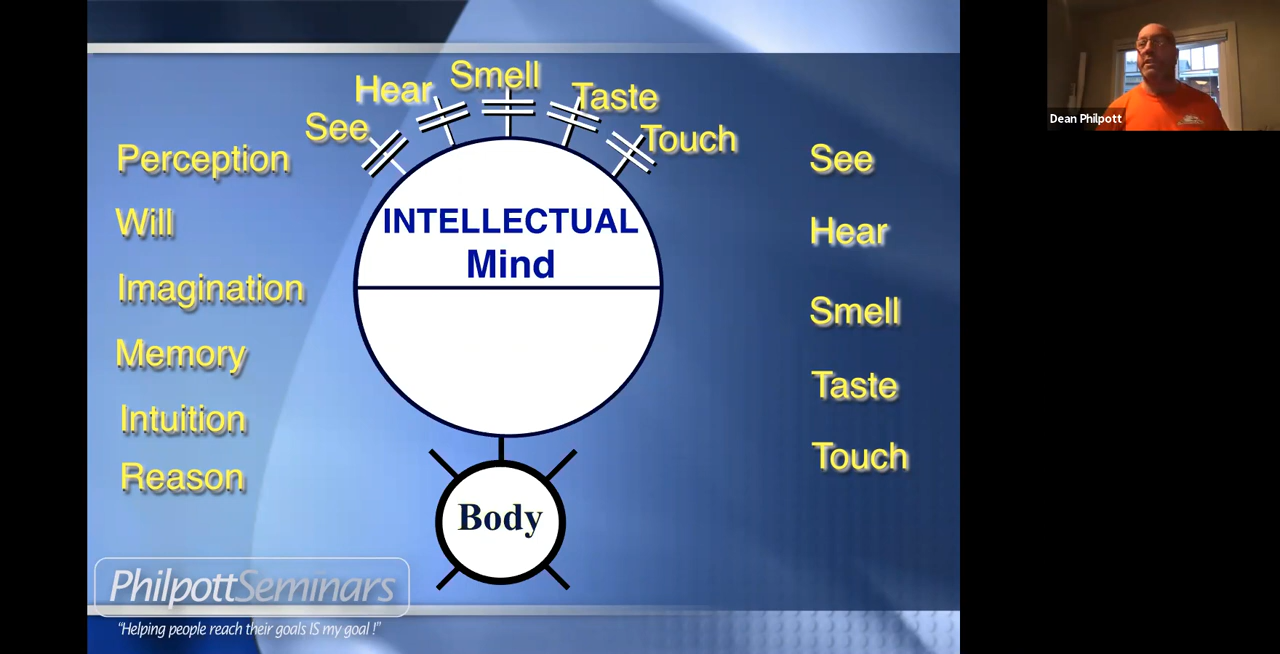 Hear
Smell
Taste
See
Touch
Perception
Will
Imagination
Memory
Intuition
Reason
INTELLECTUAL
Mind
Body
See
Hear
Smell
Taste
Touch
PhilpottSeminars
"Helping people reach their goals IS my goal !"
Dean Philpott